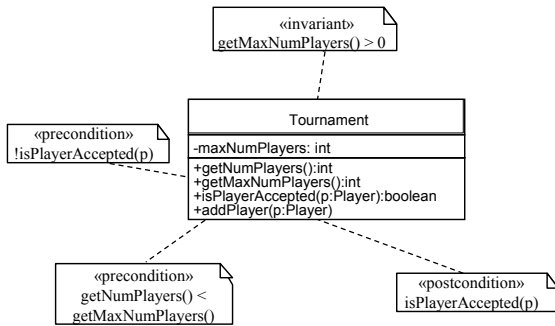 «invariant»
getMaxNumPlayers() > 0
Tournament
«precondition»
!isPlayerAccepted(p)
-maxNumPlayers: int
+getNumPlayers():int
+getMaxNumPlayers():int
+isPlayerAccepted(p:Player):boolean
+addPlayer(p:Player)
«precondition»
getNumPlayers() <
getMaxNumPlayers()
«postcondition»
isPlayerAccepted(p)